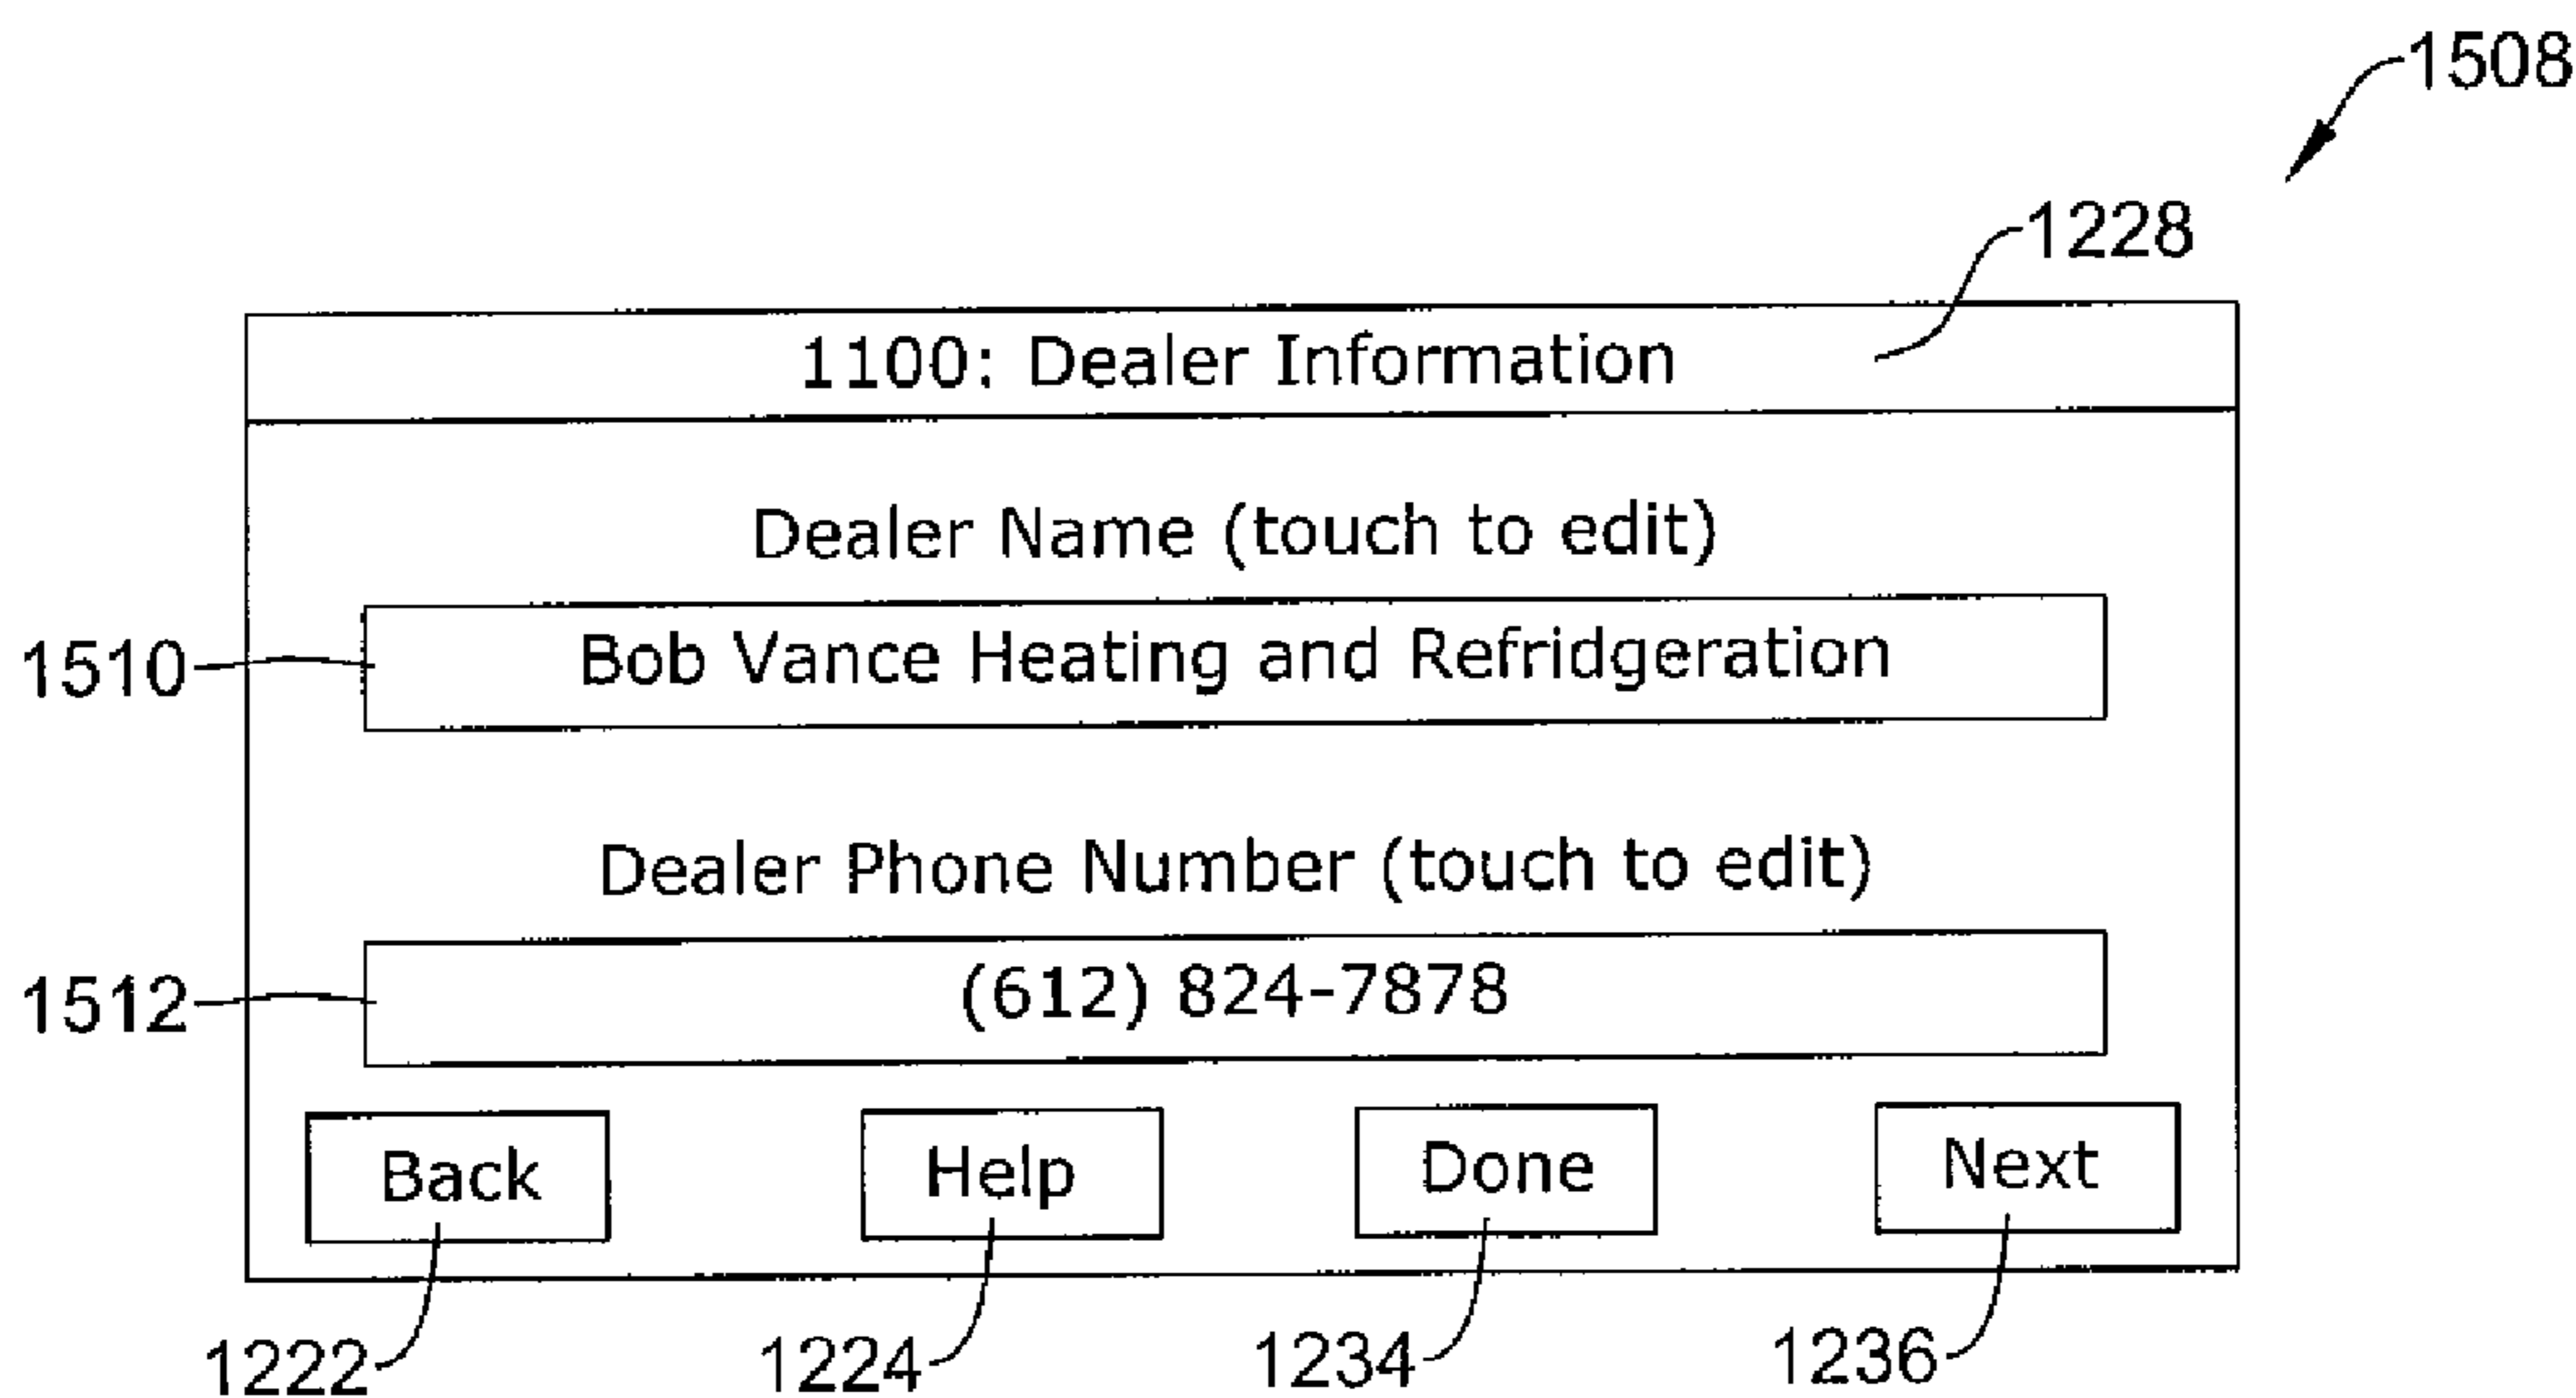 1508
1228
1100: Dealer Information
Dealer Name (touch to edit)
1510 Bob Vance Heating and Refridgeration
Dealer Phone Number (touch to edit)
1512 (612) 824-7878
Back Help Done Next
1222 1224 1234 1236